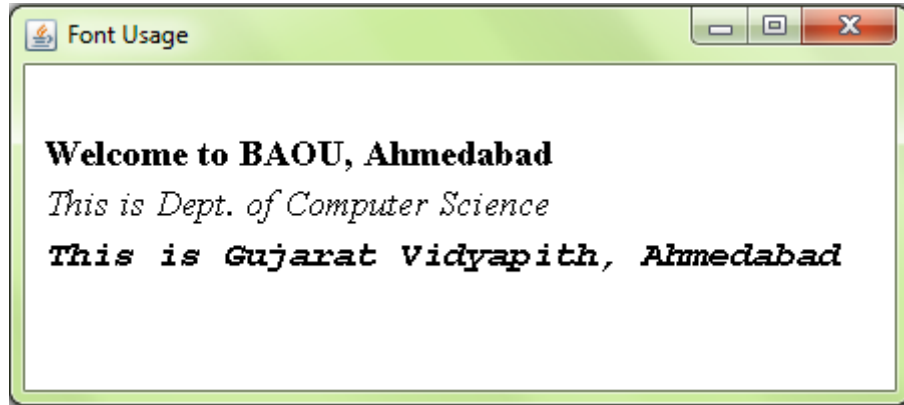 Font Usage
Welcome to BAOU, Ahmedabad
This is Dept. of Computer Science
This is Gujarat Vidyapith, Ahmedabad